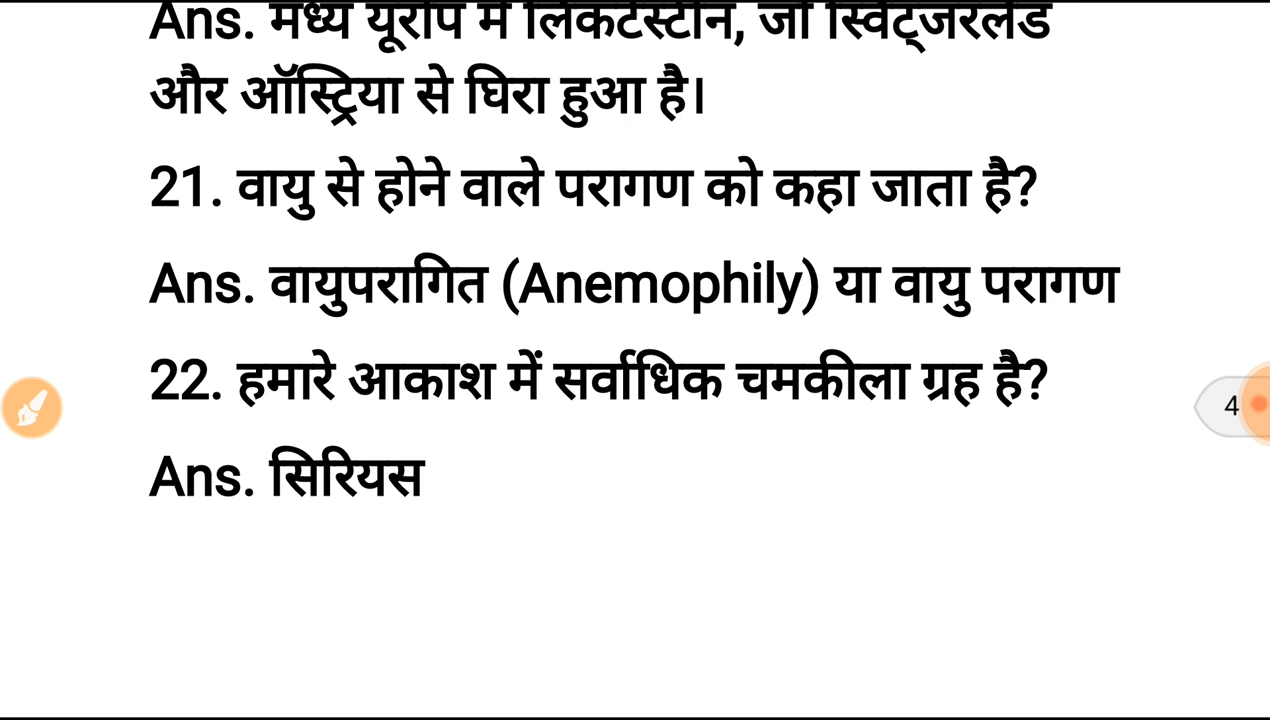 Ans. मध्य यूरोप में लिकटेंस्टीन, जो स्विट्जरलैंड
और ऑस्ट्रिया से घिरा हुआ है।
21. वायु से होने वाले परागण को कहा जाता है?
Ans. वायुपरागित (Anemophily) या वायु परागण
22. हमारे आकाश में सर्वाधिक चमकीला ग्रह है?
4
Ans. सिरियस